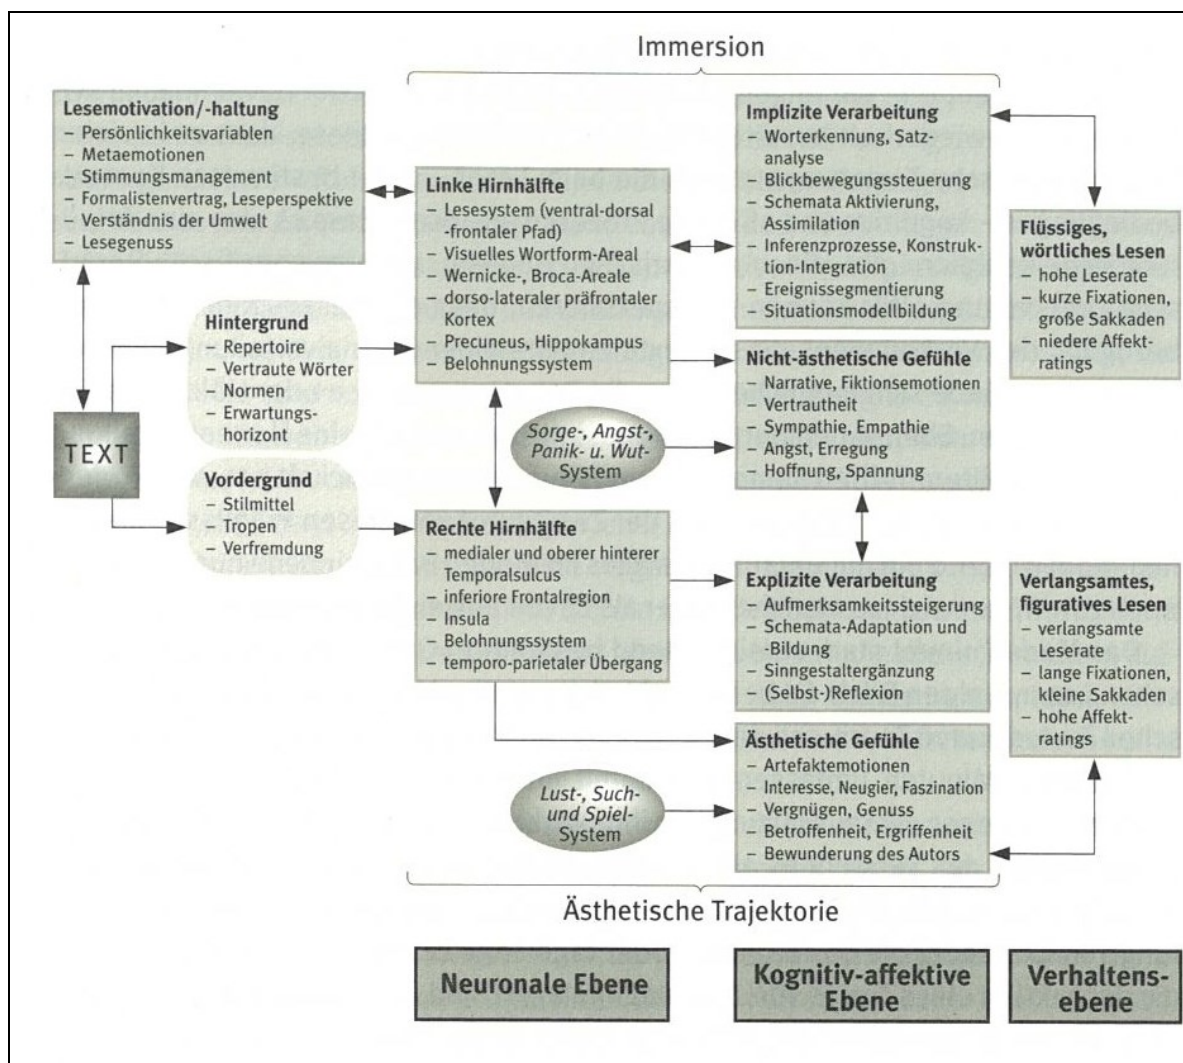 Immersion
Lesemotivation/-haltung
– Persönlichkeitsvariablen
– Metaemotionen
– Stimmungsmanagement
– Formalistenvertrag, Leseperspektive
– Verständnis der Umwelt
– Lesegenuss
TEXT
Hintergrund
– Repertoire
– Vertraute Wörter
– Normen
– Erwartungs-
horizont
Vordergrund
– Stilmittel
– Tropen
– Verfremdung
Linke Hirnhälfte
– Lesesystem (ventral-dorsal
-frontaler Pfad)
– Visuelles Wortform-Areal
– Wernicke-, Broca-Areale
– dorso-lateraler präfrontaler
Kortex
– Precuneus, Hippokampus
– Belohnungssystem
Sorge-, Angst-,
Panik- u. Wut-
System
Rechte Hirnhälfte
– medialer und oberer hinterer
Temporalsulcus
– inferiore Frontalregion
– Insula
– Belohnungssystem
– temporo-parietaler Übergang
Lust-, Such-
und Spiel-
System
Implizite Verarbeitung
– Worterkennung, Satz-
analyse
– Blickbewegungssteuerung
– Schemata Aktivierung,
Assimilation
– Inferenzprozesse, Konstruk-
tion-Integration
– Ereignissegmentierung
– Situationsmodellbildung
Nicht-ästhetische Gefühle
– Narrative, Fiktionsemotionen
– Vertrautheit
– Sympathie, Empathie
– Angst, Erregung
– Hoffnung, Spannung
Explizite Verarbeitung
– Aufmerksamkeitssteigerung
– Schemata-Adaptation und
-Bildung
– Sinngestaltergänzung
– (Selbst-)Reflexion
Ästhetische Gefühle
– Artefaktemotionen
– Interesse, Neugier, Faszination
– Vergnügen, Genuss
– Betroffenheit, Ergriffenheit
– Bewunderung des Autors
Flüssiges,
wörtliches Lesen
– hohe Leserate
– kurze Fixationen,
große Sakkaden
– niedere Affekt-
ratings
Verlangsamtes,
figuratives Lesen
– verlangsamte
Leserate
– lange Fixationen,
kleine Sakkaden
– hohe Affekt-
ratings
Ästhetische Trajektorie
Neuronale Ebene
Kognitiv-affektive
Ebene
Verhaltens-
ebene